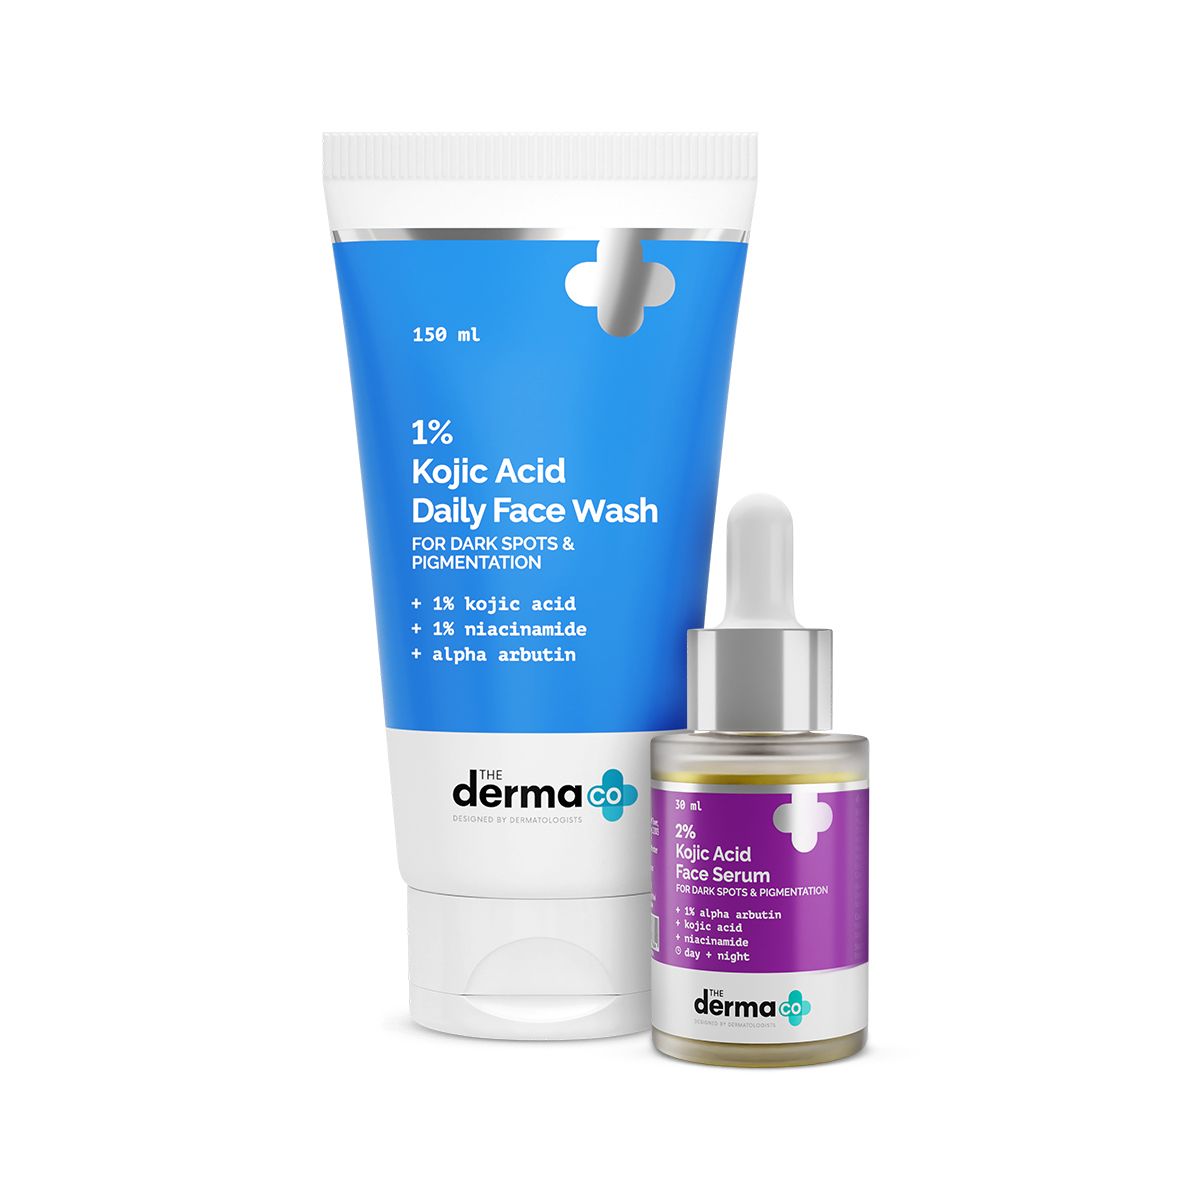 150 ml
1%
Kojic Acid
Daily Face Wash
FOR DARK SPOTS &
PIGMENTATION
+ 1% kojic acid
+ 1% niacinamide
+ alpha arbutin
THE
derma co
DESIGNED BY DERMATOLOGISTS
30 ml
2%
Kojic Acid
Face Serum
FOR DARK SPOTS & PIGMENTATION
+ 1% alpha arbutin
+ kojic acid
+ niacinamide
day + night
THE
derma co
DESIGNED BY DERMATOLOGISTS